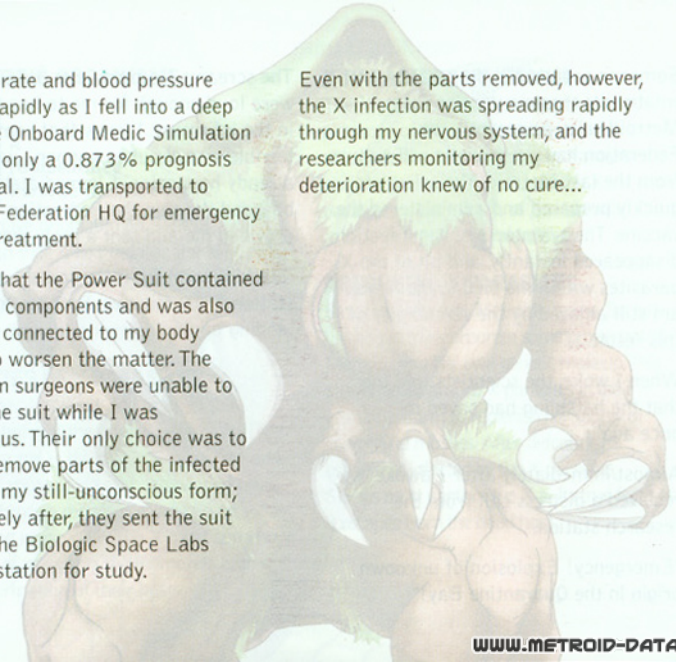 rate and blood pressure
rapidly as I fell into a deep
Onboard Medic Simulation
only a 0.873% prognosis
al. I was transported to
Federation HQ for emergency
reatment.
hat the Power Suit contained
components and was also
connected to my body
o worsen the matter. The
n surgeons were unable to
ne suit while I was
us. Their only choice was to
emove parts of the infected
my still-unconscious form;
ely after, they sent the suit
he Biologic Space Labs
station for study.
Even with the parts removed, however,
the X infection was spreading rapidly
through my nervous system, and the
researchers monitoring my
deterioration knew of no cure...
WWW.METROID-DATA